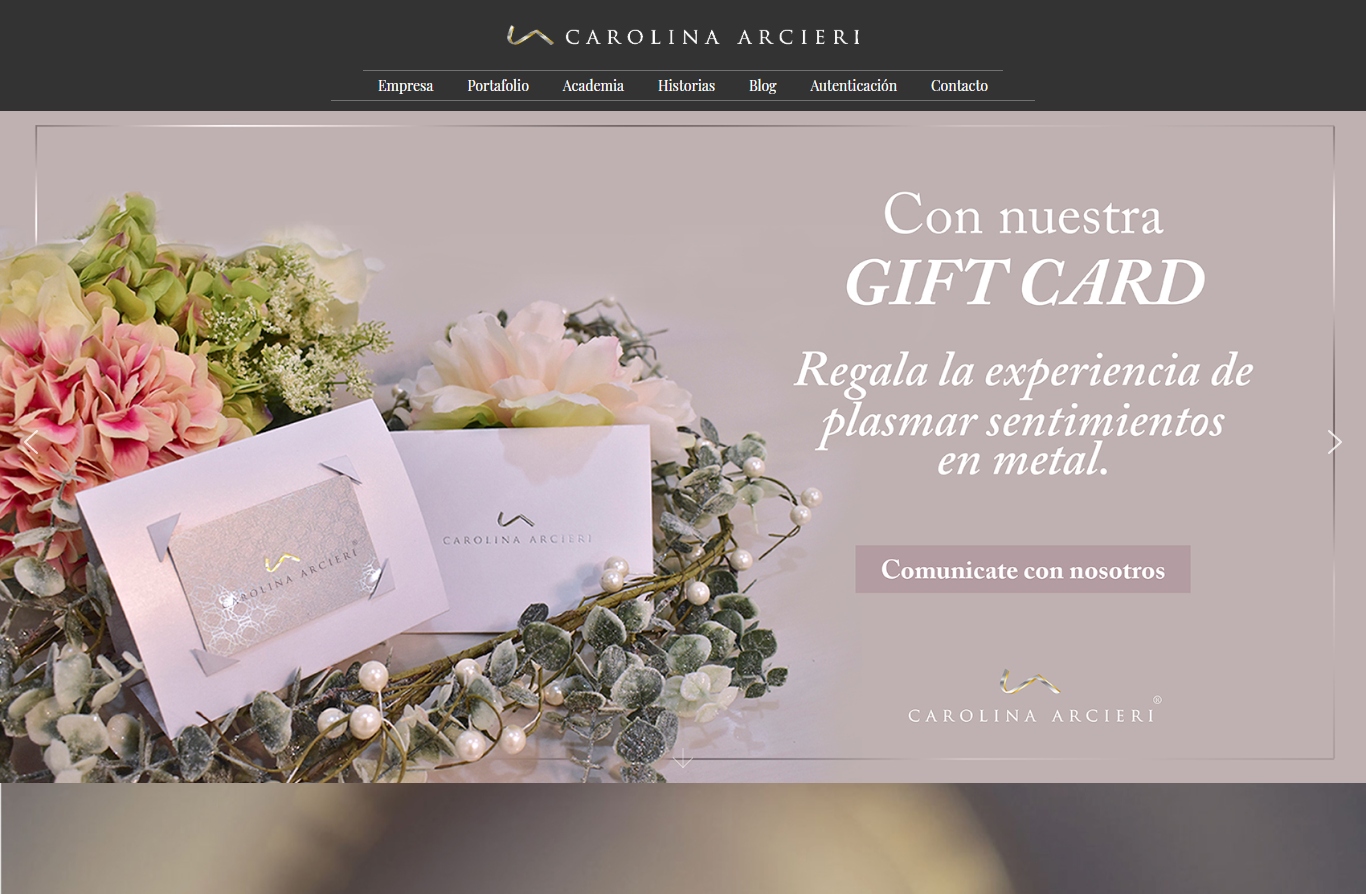 CAROLINA ARCIERI
Empresa Portafolio Academia Historias Blog Autenticación Contacto
Con nuestra
GIFT CARD
Regala la experiencia de
plasmar sentimientos
en metal.
CAROLINA ARCIERI
CAROLINA ARCIERI®
Comunicate con nosotros
CAROLINA ARCIERI®